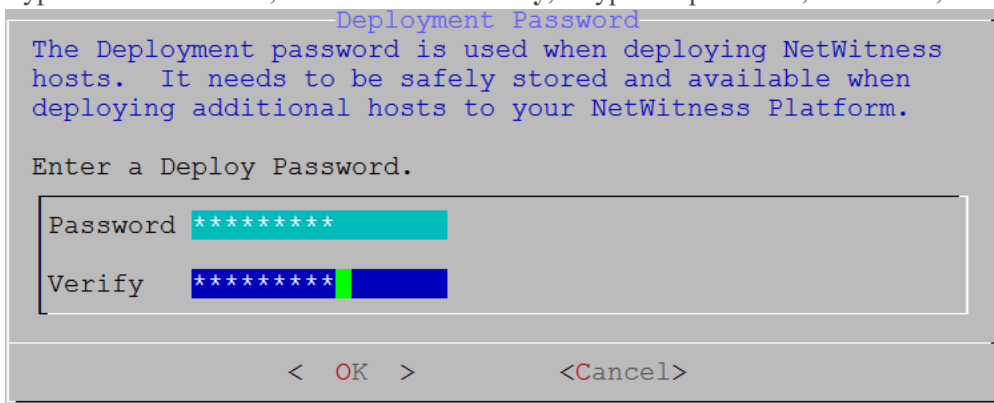 Deployment Password
The Deployment password is used when deploying NetWitness
hosts.  It needs to be safely stored and available when
deploying additional hosts to your NetWitness Platform.
Enter a Deploy Password.
Password *********
Verify *********
<  OK  > <Cancel>